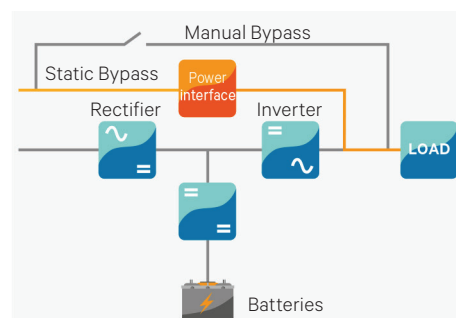 Manual Bypass
Static Bypass
Power
interface
Rectifier
Inverter
LOAD
Batteries